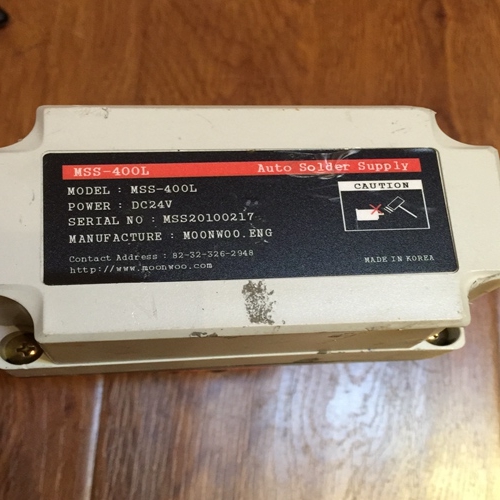 MSS-400L Auto Solder Supply
MODEL : MSS-400L
POWER : DC24V
SERIAL NO : MSS20100217
MANUFACTURE : MOONWOO.ENG
CAUTION
Contact Address : 82-32-326-2948
http://www.moonwoo.com
MADE IN KOREA